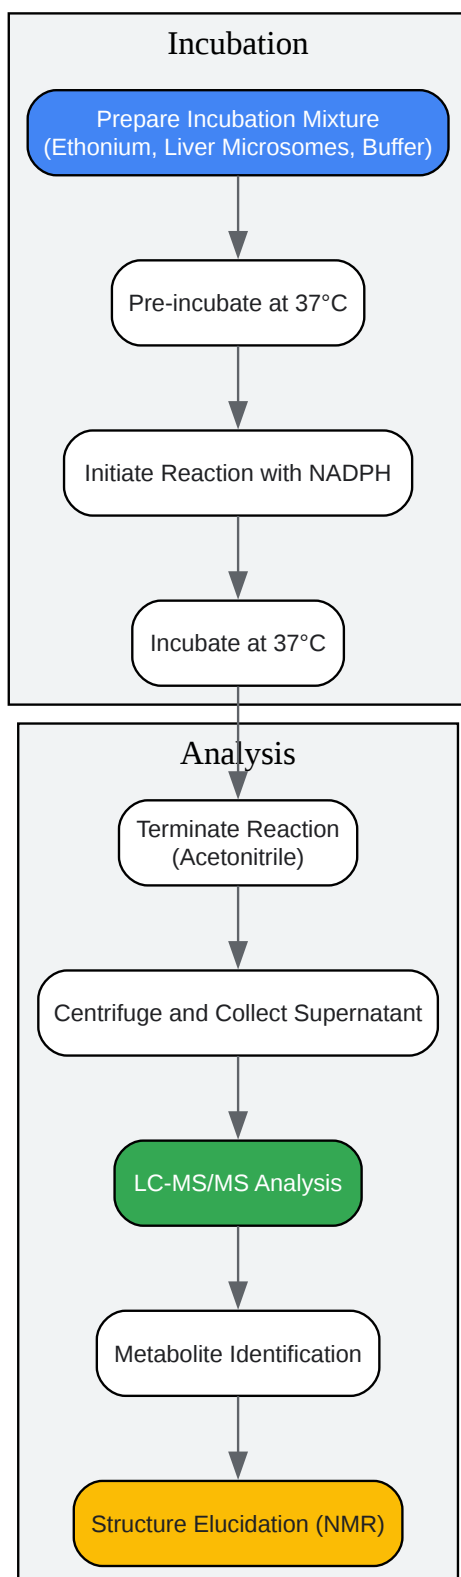 Incubation
Prepare Incubation Mixture
(Ethonium, Liver Microsomes, Buffer)
Pre-incubate at 37°C
Initiate Reaction with NADPH
Incubate at 37°C
Analysis
Terminate Reaction
(Acetonitrile)
Centrifuge and Collect Supernatant
LC-MS/MS Analysis
Metabolite Identification
Structure Elucidation (NMR)